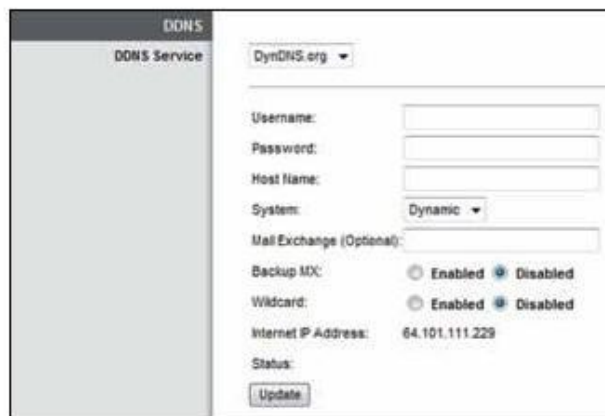 DDNS
DDNS Service DynDNS.org
Username:
Password:
Host Name:
System: Dynamic
Mail Exchange (Optional):
Backup MX: Enabled Disabled
Wildcard: Enabled Disabled
Internet IP Address: 64.101.111.229
Status:
Update